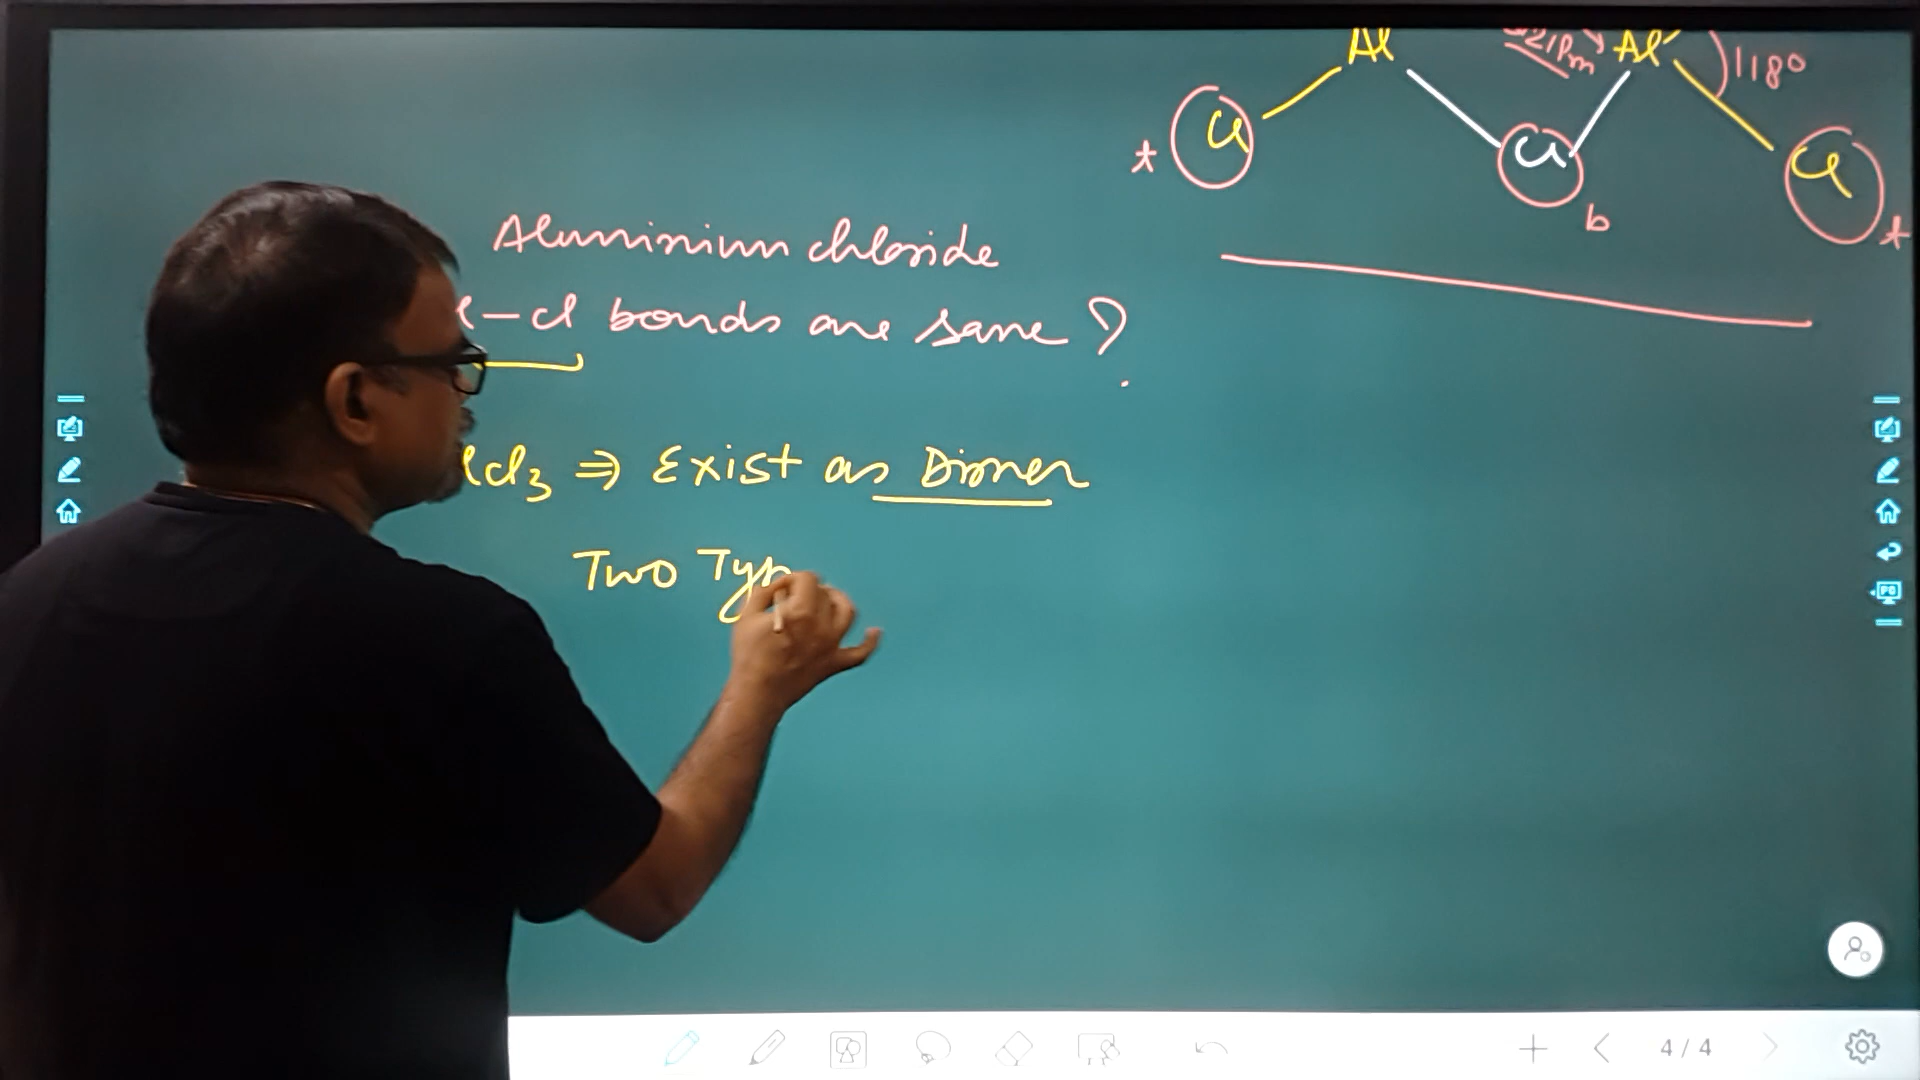 Al 221pm Al 118°
Cl Cl Cl
t b t
Aluminium chloride
l-cl bonds are same ?
lcl3 ⇒ Exist as Dimer
Two Typ
4/4